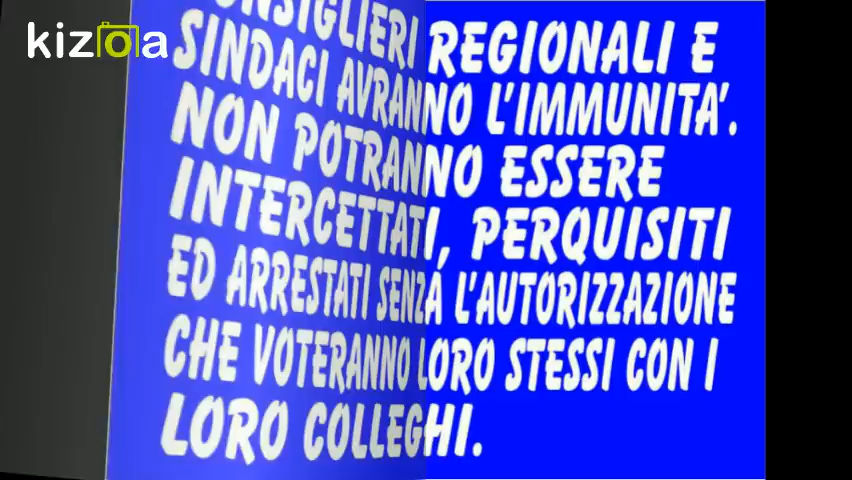 kizoa
CONSIGLIERI REGIONALI E
SINDACI AVRANNO L'IMMUNITA'.
NON POTRANNO ESSERE
INTERCETTATI, PERQUISITI
ED ARRESTATI SENZA L'AUTORIZZAZIONE
CHE VOTERANNO LORO STESSI CON I
LORO COLLEGHI.